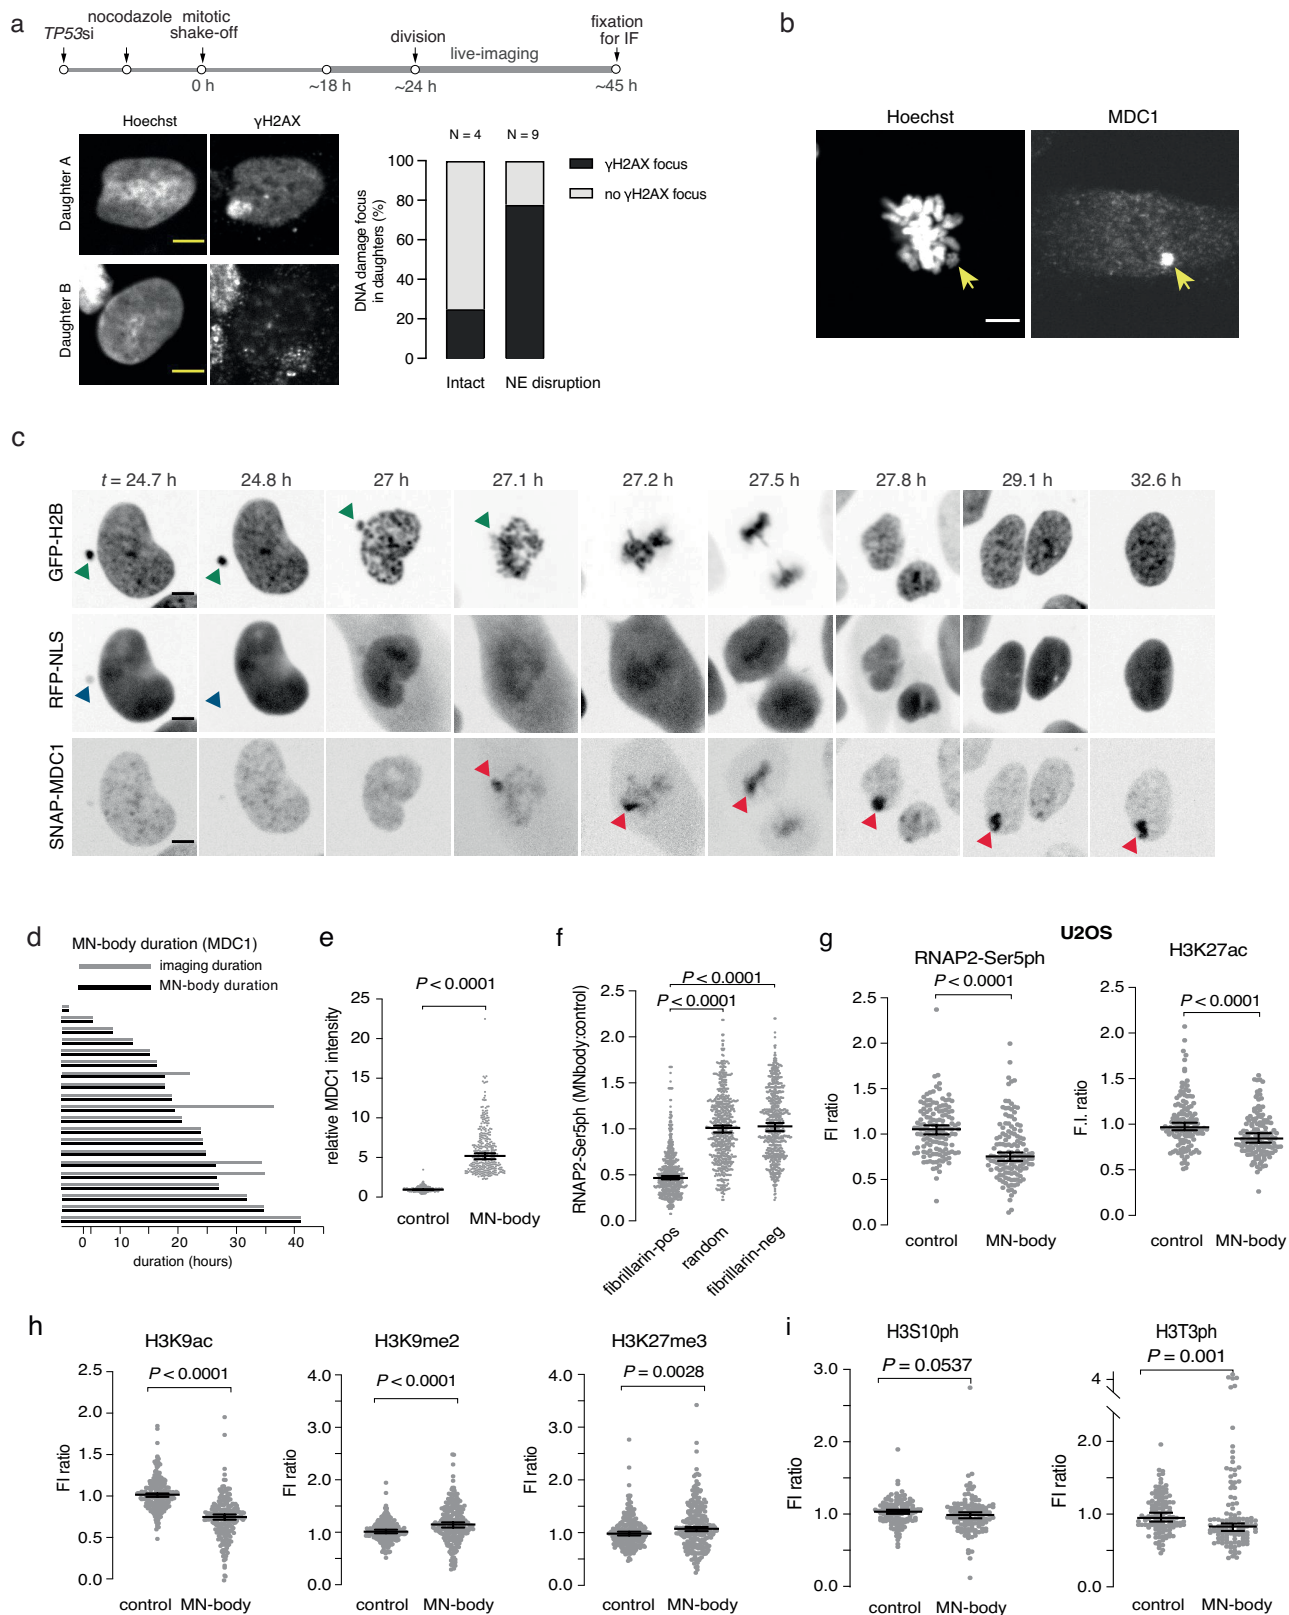 a
TP53si
nocodazole
mitotic
shake-off
division
live-imaging
fixation
for IF
0 h
~18 h
~24 h
~45 h
Hoechst
γH2AX
Daughter A
Daughter B
N = 4
N = 9
DNA damage focus
in daughters (%)
100
80
60
40
20
0
Intact
NE disruption
γH2AX focus
no γH2AX focus
b
Hoechst
MDC1
c
t = 24.7 h
24.8 h
27 h
27.1 h
27.2 h
27.5 h
27.8 h
29.1 h
32.6 h
GFP-H2B
RFP-NLS
SNAP-MDC1
d
MN-body duration (MDC1)
imaging duration
MN-body duration
0
10
20
30
40
duration (hours)
e
P < 0.0001
relative MDC1 intensity
25
20
15
10
5
0
control
MN-body
f
P < 0.0001
P < 0.0001
RNAP2-Ser5ph (MNbody:control)
2.5
2.0
1.5
1.0
0.5
0.0
fibrillarin-pos
random
fibrillarin-neg
g
U2OS
RNAP2-Ser5ph
P < 0.0001
FI ratio
2.5
2.0
1.5
1.0
0.5
0.0
control
MN-body
H3K27ac
P < 0.0001
F.I. ratio
2.5
2.0
1.5
1.0
0.5
0.0
control
MN-body
h
H3K9ac
P < 0.0001
FI ratio
2.5
2.0
1.5
1.0
0.5
0.0
control
MN-body
H3K9me2
P < 0.0001
FI ratio
4.0
3.0
2.0
1.0
0.0
control
MN-body
H3K27me3
P = 0.0028
FI ratio
4.0
3.0
2.0
1.0
0.0
control
MN-body
i
H3S10ph
P = 0.0537
FI ratio
3.0
2.0
1.0
0.0
control
MN-body
H3T3ph
P = 0.001
FI ratio
4
2.0
1.0
0.0
control
MN-body